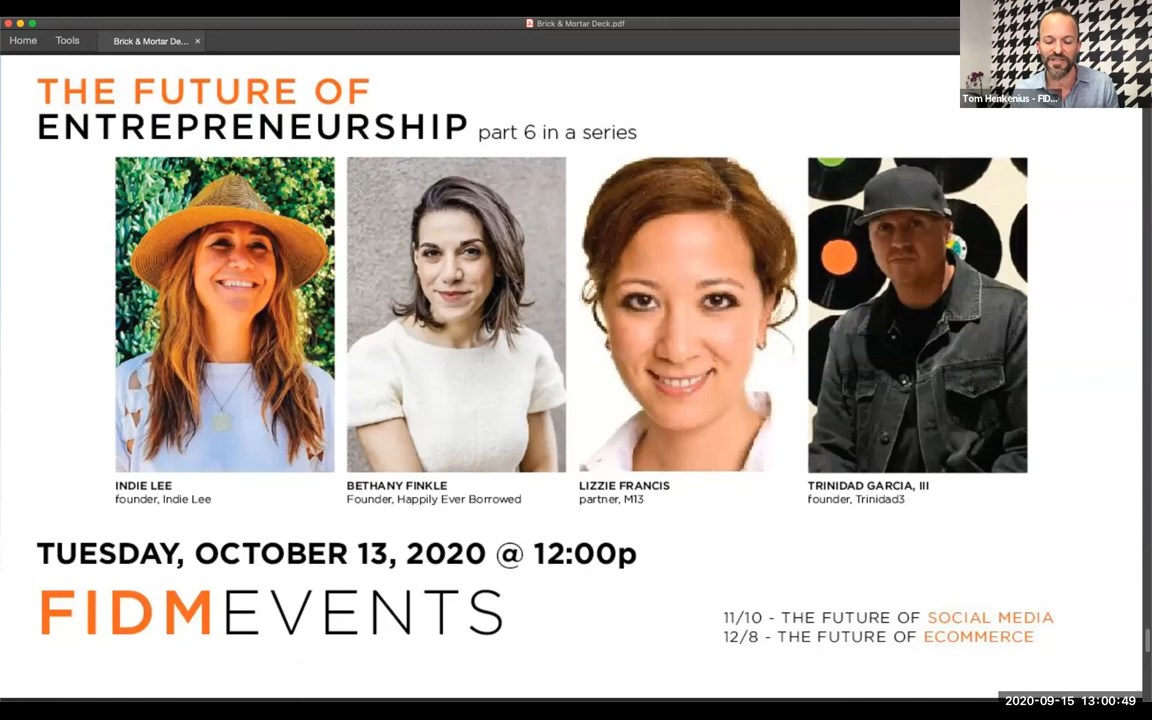 Brick & Mortar Deck.pdf
Home Tools Brick & Mortar De... ×
Tom Henkenius - FID...
THE FUTURE OF
ENTREPRENEURSHIP part 6 in a series
INDIE LEE
founder, Indie Lee
BETHANY FINKLE
Founder, Happily Ever Borrowed
LIZZIE FRANCIS
partner, M13
TRINIDAD GARCIA, III
founder, Trinidad3
TUESDAY, OCTOBER 13, 2020 @ 12:00p
FIDMEVENTS
11/10 - THE FUTURE OF SOCIAL MEDIA
12/8 - THE FUTURE OF ECOMMERCE
2020-09-15 13:00:49